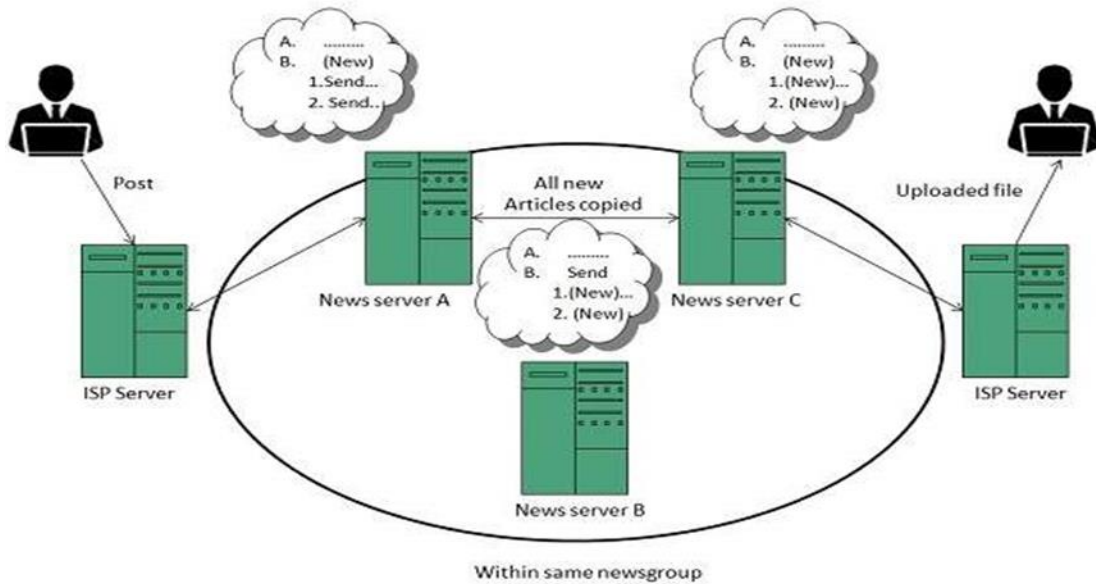 A. .........
B. (New)
1.Send...
2. Send..
A. .........
B. (New)
1.(New)...
2. (New)
Post
All new
Articles copied
Uploaded file
A. .........
B. Send
1.(New)...
2. (New)
News server A
News server C
ISP Server
ISP Server
News server B
Within same newsgroup